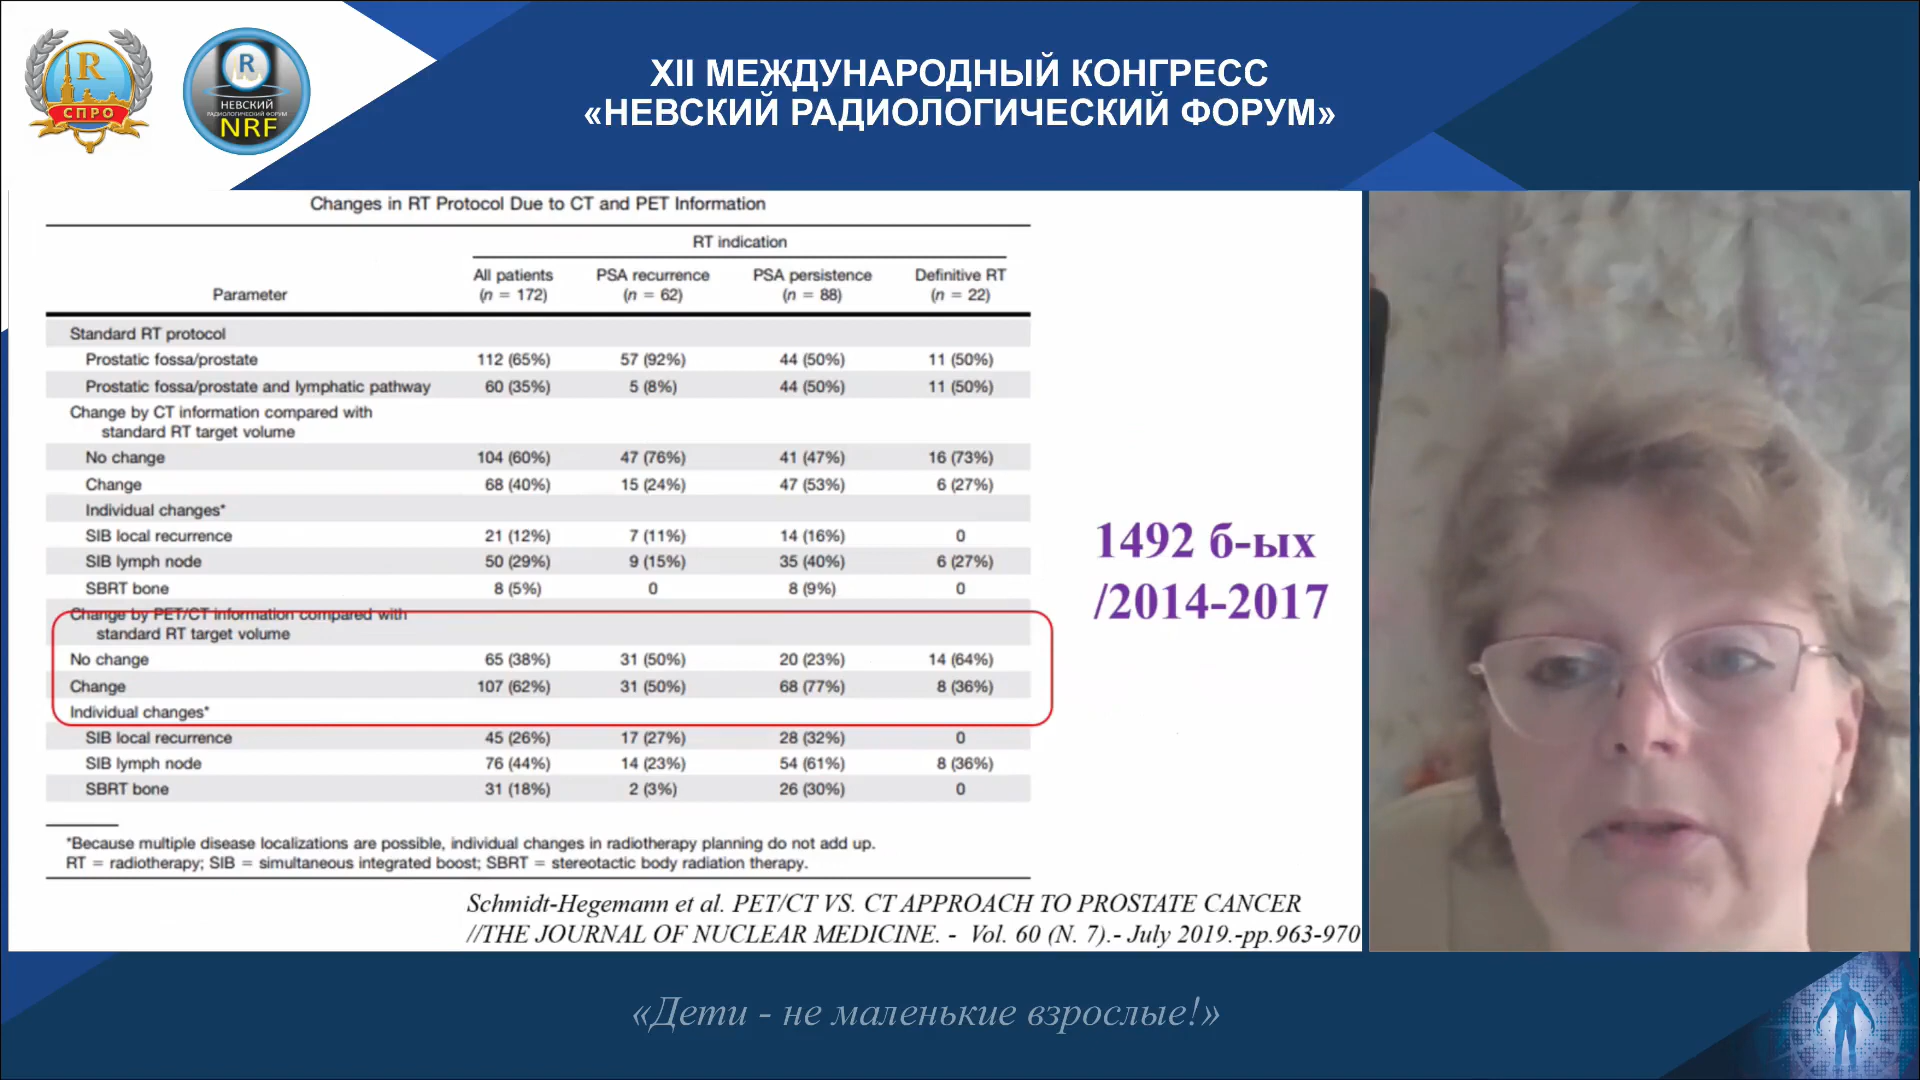 R
СПРО
R
НЕВСКИЙ
РАДИОЛОГИЧЕСКИЙ ФОРУМ
NRF
XII МЕЖДУНАРОДНЫЙ КОНГРЕСС
«НЕВСКИЙ РАДИОЛОГИЧЕСКИЙ ФОРУМ»
Changes in RT Protocol Due to CT and PET Information
RT indication
Parameter All patients (n = 172) PSA recurrence (n = 62) PSA persistence (n = 88) Definitive RT (n = 22)
Standard RT protocol
Prostatic fossa/prostate 112 (65%) 57 (92%) 44 (50%) 11 (50%)
Prostatic fossa/prostate and lymphatic pathway 60 (35%) 5 (8%) 44 (50%) 11 (50%)
Change by CT information compared with
standard RT target volume
No change 104 (60%) 47 (76%) 41 (47%) 16 (73%)
Change 68 (40%) 15 (24%) 47 (53%) 6 (27%)
Individual changes*
SIB local recurrence 21 (12%) 7 (11%) 14 (16%) 0
SIB lymph node 50 (29%) 9 (15%) 35 (40%) 6 (27%)
SBRT bone 8 (5%) 0 8 (9%) 0
Change by PET/CT information compared with
standard RT target volume
No change 65 (38%) 31 (50%) 20 (23%) 14 (64%)
Change 107 (62%) 31 (50%) 68 (77%) 8 (36%)
Individual changes*
SIB local recurrence 45 (26%) 17 (27%) 28 (32%) 0
SIB lymph node 76 (44%) 14 (23%) 54 (61%) 8 (36%)
SBRT bone 31 (18%) 2 (3%) 26 (30%) 0
*Because multiple disease localizations are possible, individual changes in radiotherapy planning do not add up.
RT = radiotherapy; SIB = simultaneous integrated boost; SBRT = stereotactic body radiation therapy.
1492 б-ых
/2014-2017
Schmidt-Hegemann et al. PET/CT VS. CT APPROACH TO PROSTATE CANCER
//THE JOURNAL OF NUCLEAR MEDICINE. - Vol. 60 (N. 7).- July 2019.-pp.963-970
«Дети - не маленькие взрослые!»